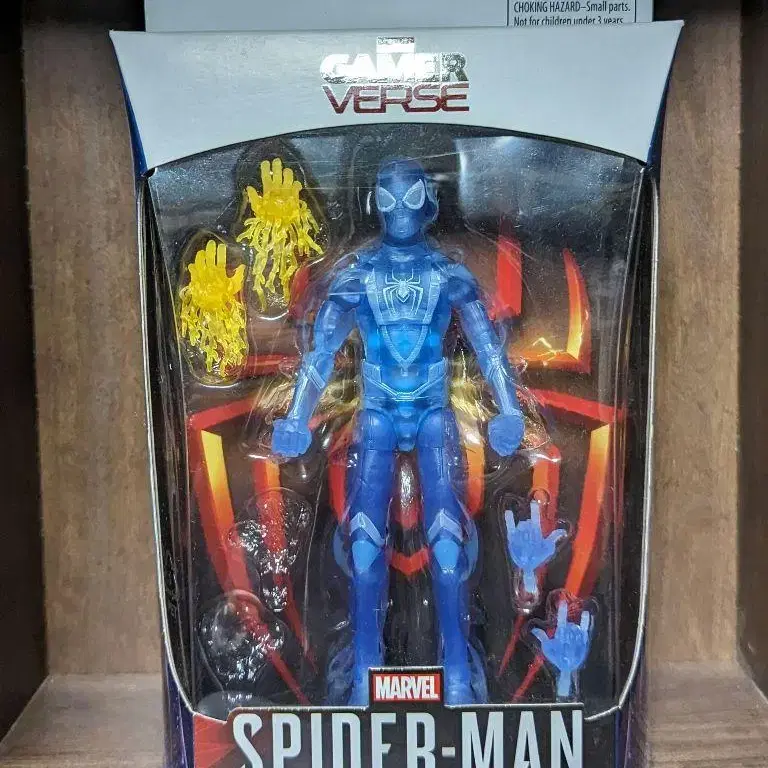 CHOKING HAZARD–Small parts.
Not for children under 3 years.
GAMER
VERSE
MARVEL
SPIDER-MAN